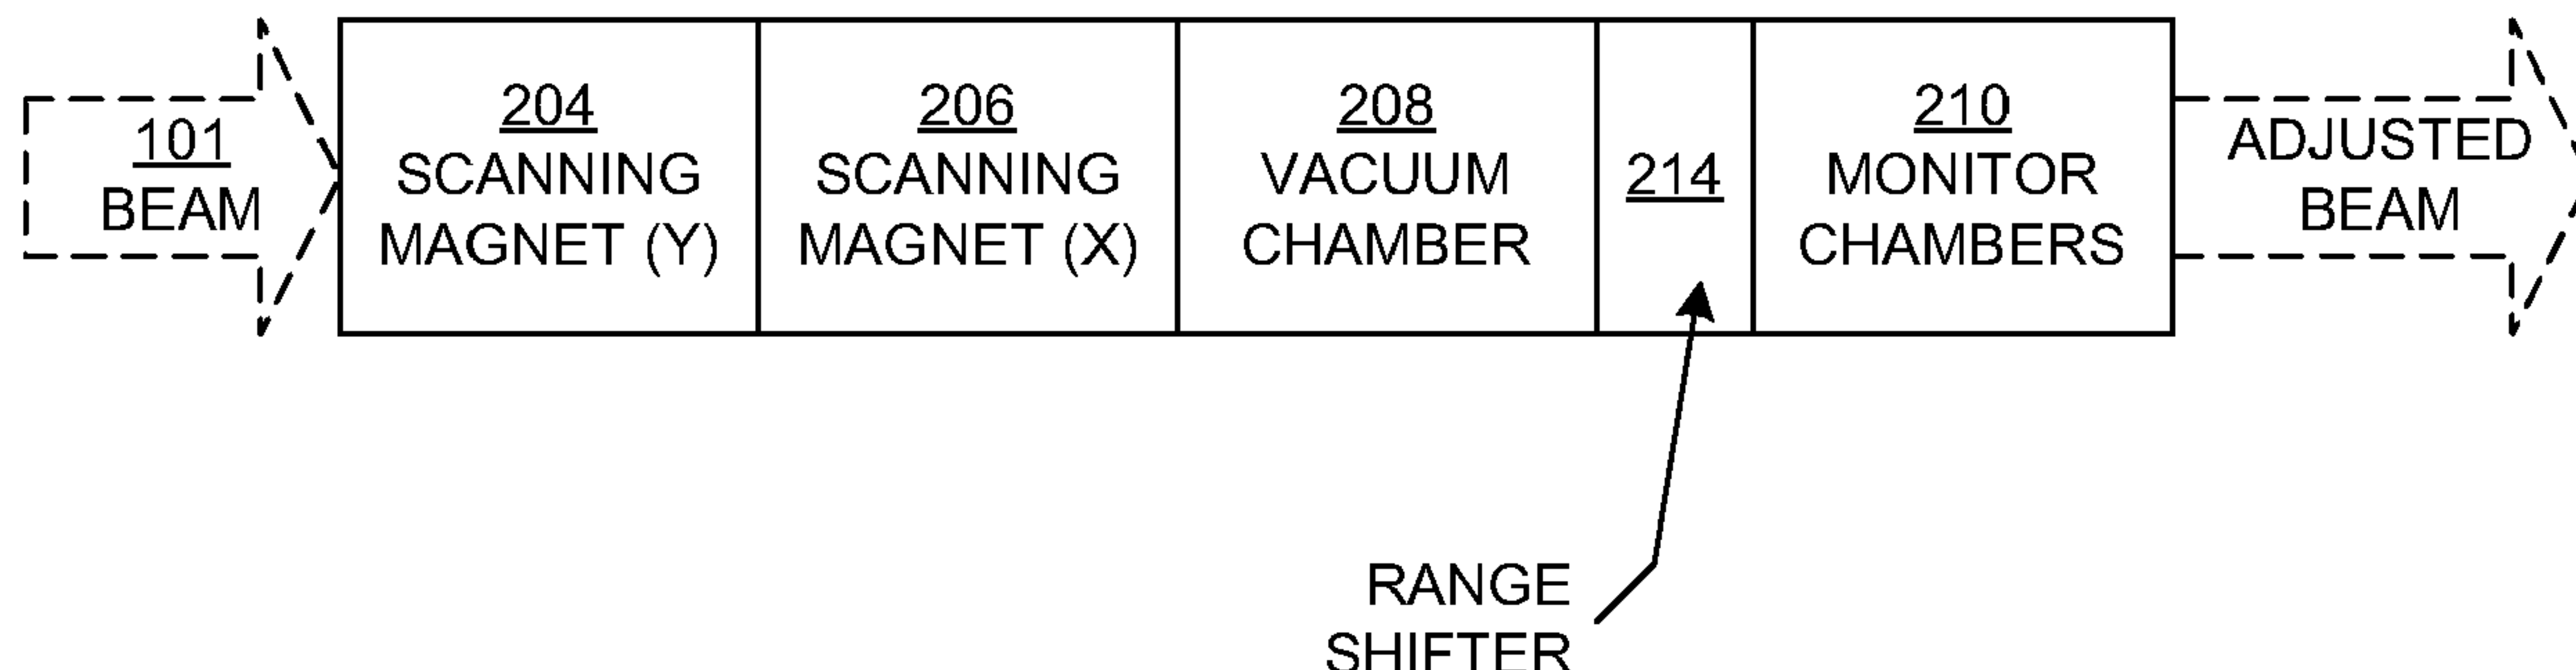 101
BEAM
204
SCANNING
MAGNET (Y)
206
SCANNING
MAGNET (X)
208
VACUUM
CHAMBER
214
210
MONITOR
CHAMBERS
ADJUSTED
BEAM
RANGE
SHIFTER